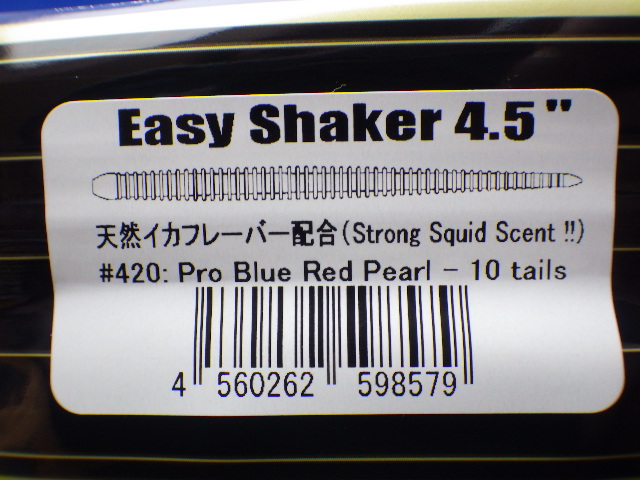 Easy Shaker 4.5"
天然イカフレーバー配合(Strong Squid Scent !!)
#420: Pro Blue Red Pearl - 10 tails
4 560262 598579